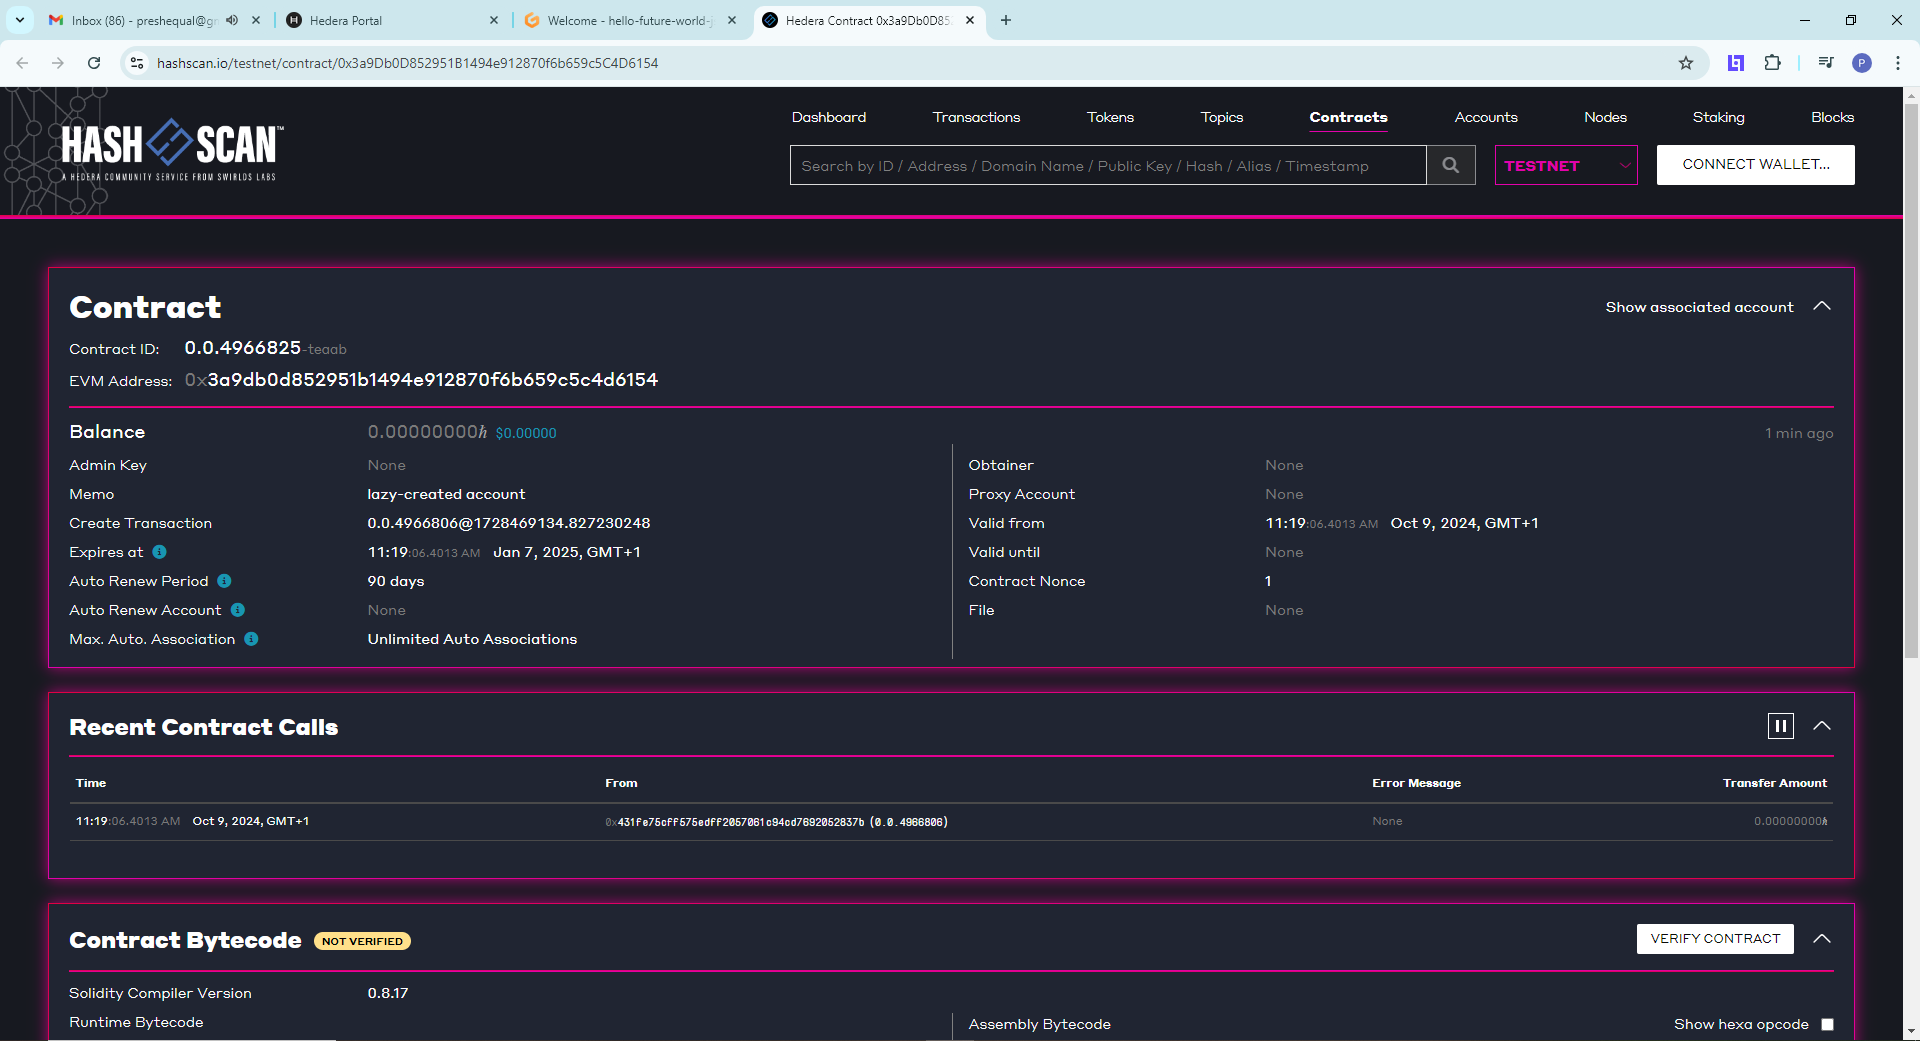 Inbox (86) - preshequal@gm
Hedera Portal
Welcome - hello-future-world-j
Hedera Contract 0x3a9Db0D85
hashscan.io/testnet/contract/0x3a9Db0D852951B1494e912870f6b659c5C4D6154
P
HASH SCAN™
A HEDERA COMMUNITY SERVICE FROM SWIRLDS LABS
Dashboard Transactions Tokens Topics Contracts Accounts Nodes Staking Blocks
Search by ID / Address / Domain Name / Public Key / Hash / Alias / Timestamp
TESTNET
CONNECT WALLET...
Contract
Show associated account
Contract ID: 0.0.4966825-teaab
EVM Address: 0x3a9db0d852951b1494e912870f6b659c5c4d6154
Balance 0.00000000ℏ $0.00000
1 min ago
Admin Key None
Memo lazy-created account
Create Transaction 0.0.4966806@1728469134.827230248
Expires at 11:19:06.4013 AM Jan 7, 2025, GMT+1
Auto Renew Period 90 days
Auto Renew Account None
Max. Auto. Association Unlimited Auto Associations
Obtainer None
Proxy Account None
Valid from 11:19:06.4013 AM Oct 9, 2024, GMT+1
Valid until None
Contract Nonce 1
File None
Recent Contract Calls
Time From Error Message Transfer Amount
11:19:06.4013 AM Oct 9, 2024, GMT+1 0x431fe75cff575edff2057061c94cd7692052837b (0.0.4966806) None 0.00000000ℏ
Contract Bytecode NOT VERIFIED
VERIFY CONTRACT
Solidity Compiler Version 0.8.17
Runtime Bytecode
Assembly Bytecode
Show hexa opcode